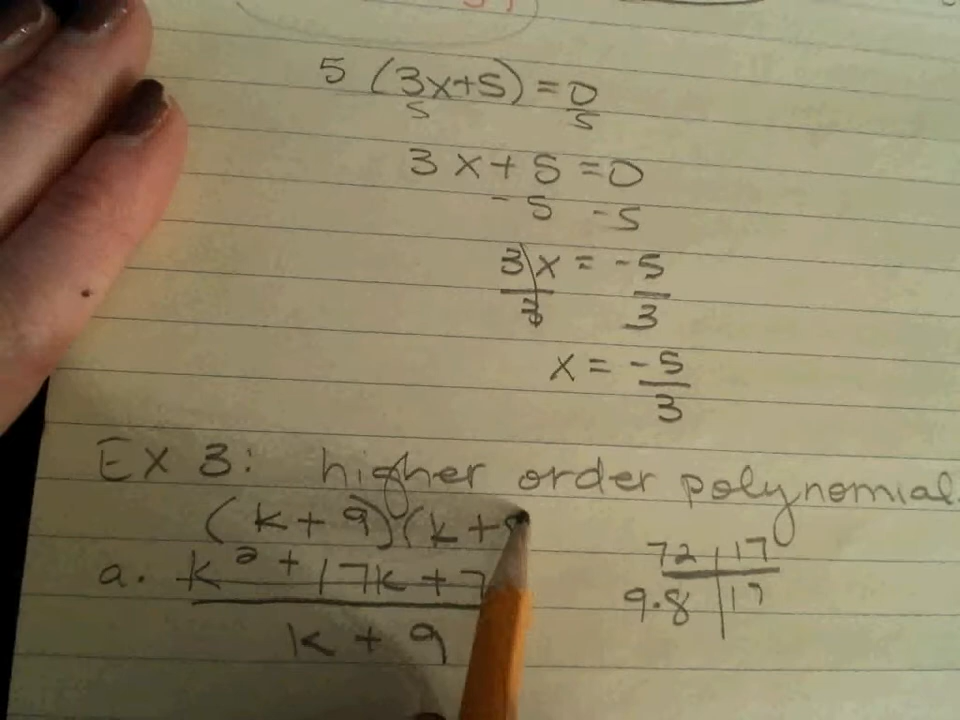 5 (3x+5) = 0
5 5
3x + 5 = 0
- 5 - 5
3x = -5
3 3
x = -5
3
Ex 3: higher order polynomial
(k + 9)(k +
72 | 17
a. k² + 17k + 7
9·8 | 17
k + 9